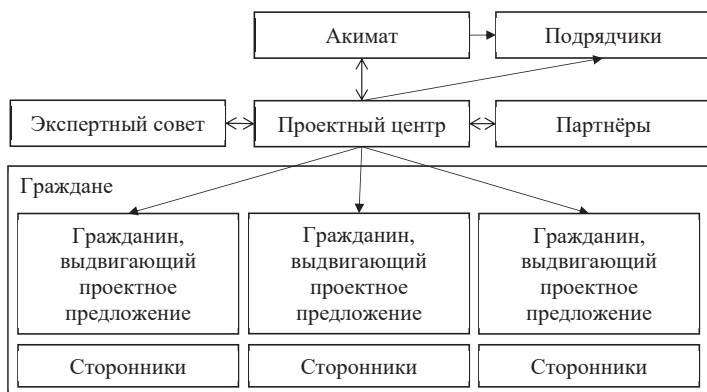 Акимат
Подрядчики
Экспертный совет
Проектный центр
Партнёры
Граждане
Гражданин,
выдвигающий
проектное
предложение
Гражданин,
выдвигающий
проектное
предложение
Гражданин,
выдвигающий
проектное
предложение
Сторонники
Сторонники
Сторонники